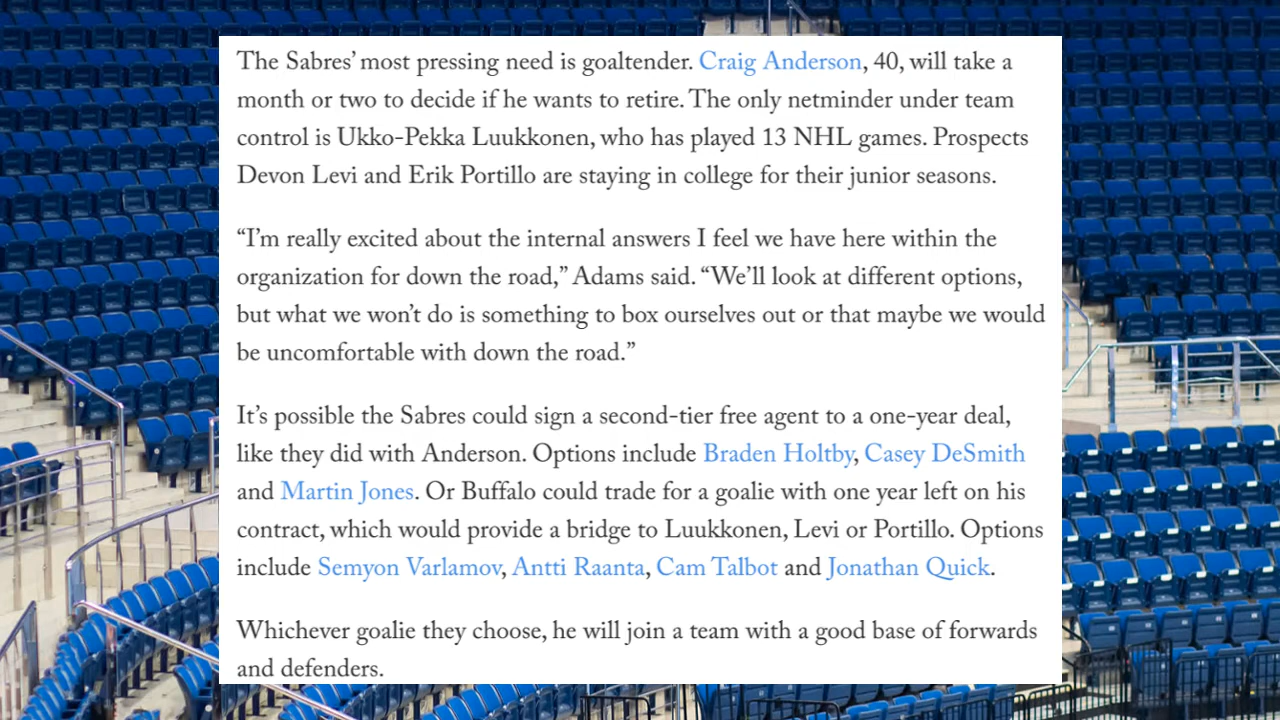 The Sabres’ most pressing need is goaltender. Craig Anderson, 40, will take a
month or two to decide if he wants to retire. The only netminder under team
control is Ukko-Pekka Luukkonen, who has played 13 NHL games. Prospects
Devon Levi and Erik Portillo are staying in college for their junior seasons.
“I’m really excited about the internal answers I feel we have here within the
organization for down the road,” Adams said. “We’ll look at different options,
but what we won’t do is something to box ourselves out or that maybe we would
be uncomfortable with down the road.”
It’s possible the Sabres could sign a second-tier free agent to a one-year deal,
like they did with Anderson. Options include Braden Holtby, Casey DeSmith
and Martin Jones. Or Buffalo could trade for a goalie with one year left on his
contract, which would provide a bridge to Luukkonen, Levi or Portillo. Options
include Semyon Varlamov, Antti Raanta, Cam Talbot and Jonathan Quick.
Whichever goalie they choose, he will join a team with a good base of forwards
and defenders.